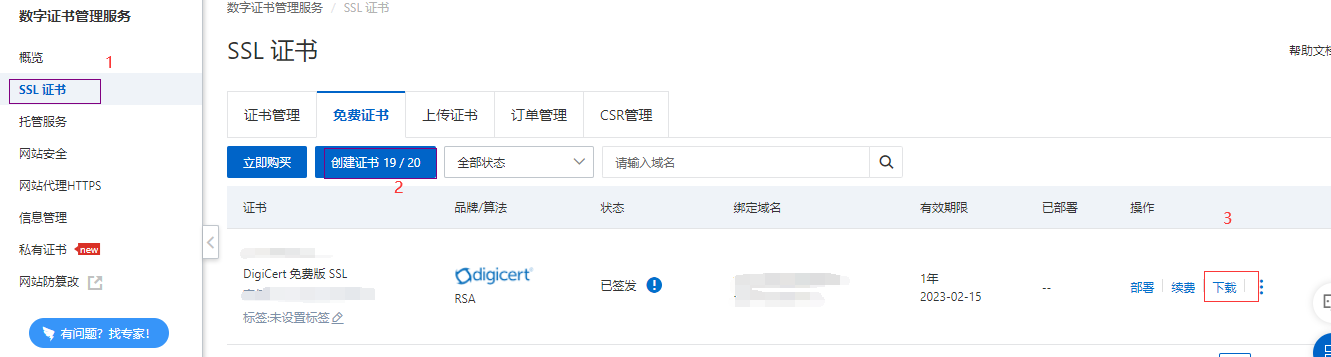 数字证书管理服务
概览
1
SSL 证书
托管服务
网站安全
网站代理HTTPS
信息管理
私有证书 new
网站防篡改
有问题？找专家！
数字证书管理服务 / SSL 证书
SSL 证书
帮助文档
证书管理 免费证书 上传证书 订单管理 CSR管理
立即购买 创建证书 19 / 20 全部状态 请输入域名
2
证书 品牌/算法 状态 绑定域名 有效期限 已部署 操作
3
DigiCert 免费版 SSL
标签:未设置标签
digicert
RSA
已签发
1年
2023-02-15
--
部署 续费 下载